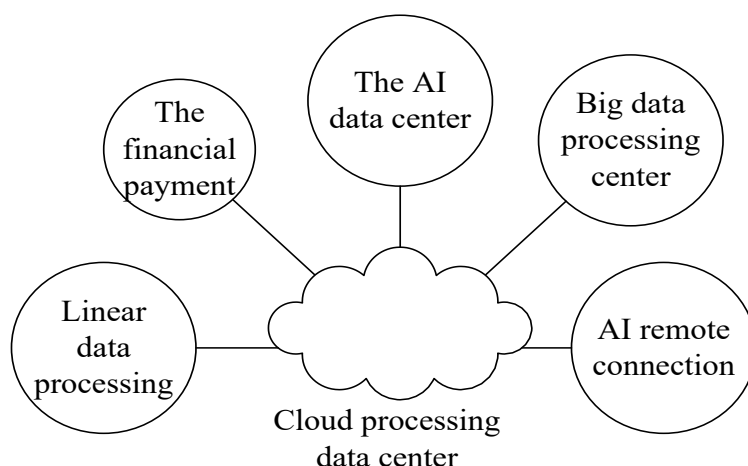 The AI
data center
The
financial
payment
Big data
processing
center
Linear
data
processing
AI remote
connection
Cloud processing
data center